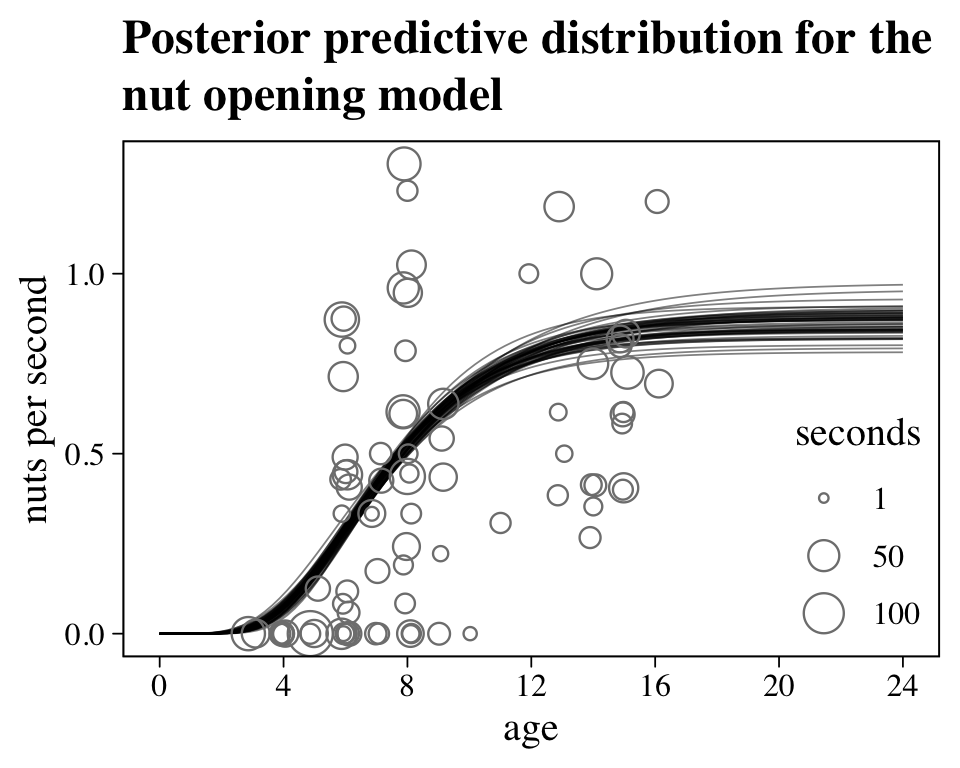 Posterior predictive distribution for the
nut opening model
nuts per second
1.0
0.5
0.0
seconds
1
50
100
0 4 8 12 16 20 24
age